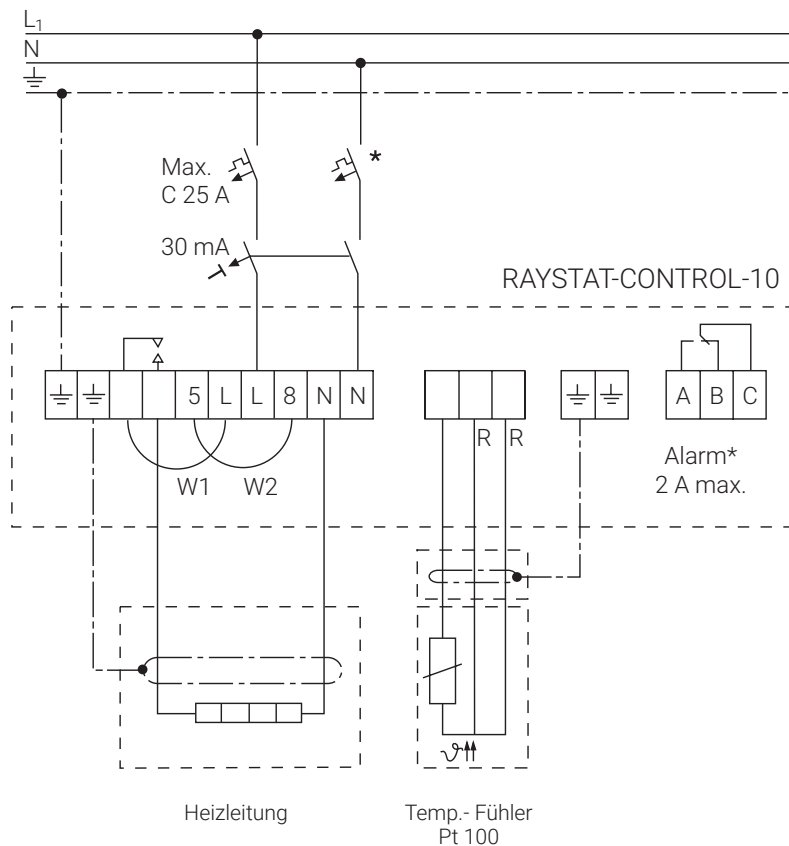 L₁
N
Max.
C 25 A
*
30 mA
RAYSTAT-CONTROL-10
5 L L 8 N N
A B C
R R
W1 W2
Alarm*
2 A max.
ϑ
Heizleitung
Temp.- Fühler
Pt 100